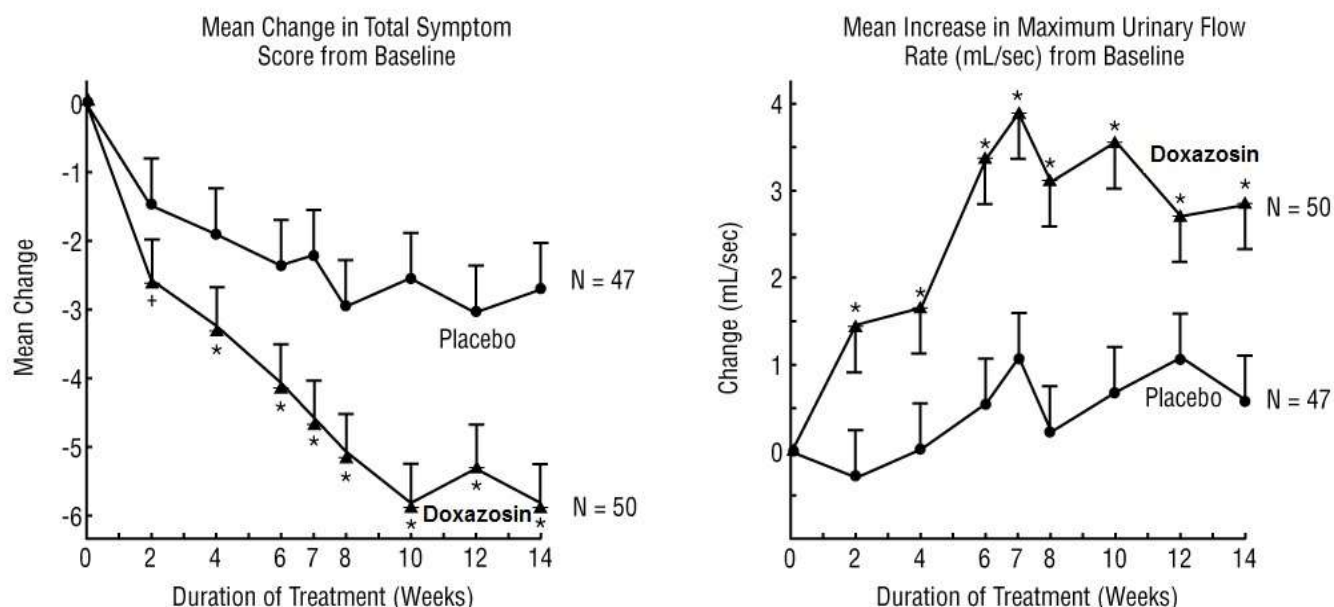 Mean Change in Total Symptom
Score from Baseline
0
-1
-2
-3
-4
-5
-6
Mean Change
N = 47
Placebo
+
*
*
*
*
*
*
*
Doxazosin
N = 50
0 2 4 6 7 8 10 12 14
Duration of Treatment (Weeks)
Mean Increase in Maximum Urinary Flow
Rate (mL/sec) from Baseline
4
3
2
1
0
Change (mL/sec)
*
*
*
*
*
*
*
*
Doxazosin
N = 50
Placebo
N = 47
0 2 4 6 7 8 10 12 14
Duration of Treatment (Weeks)